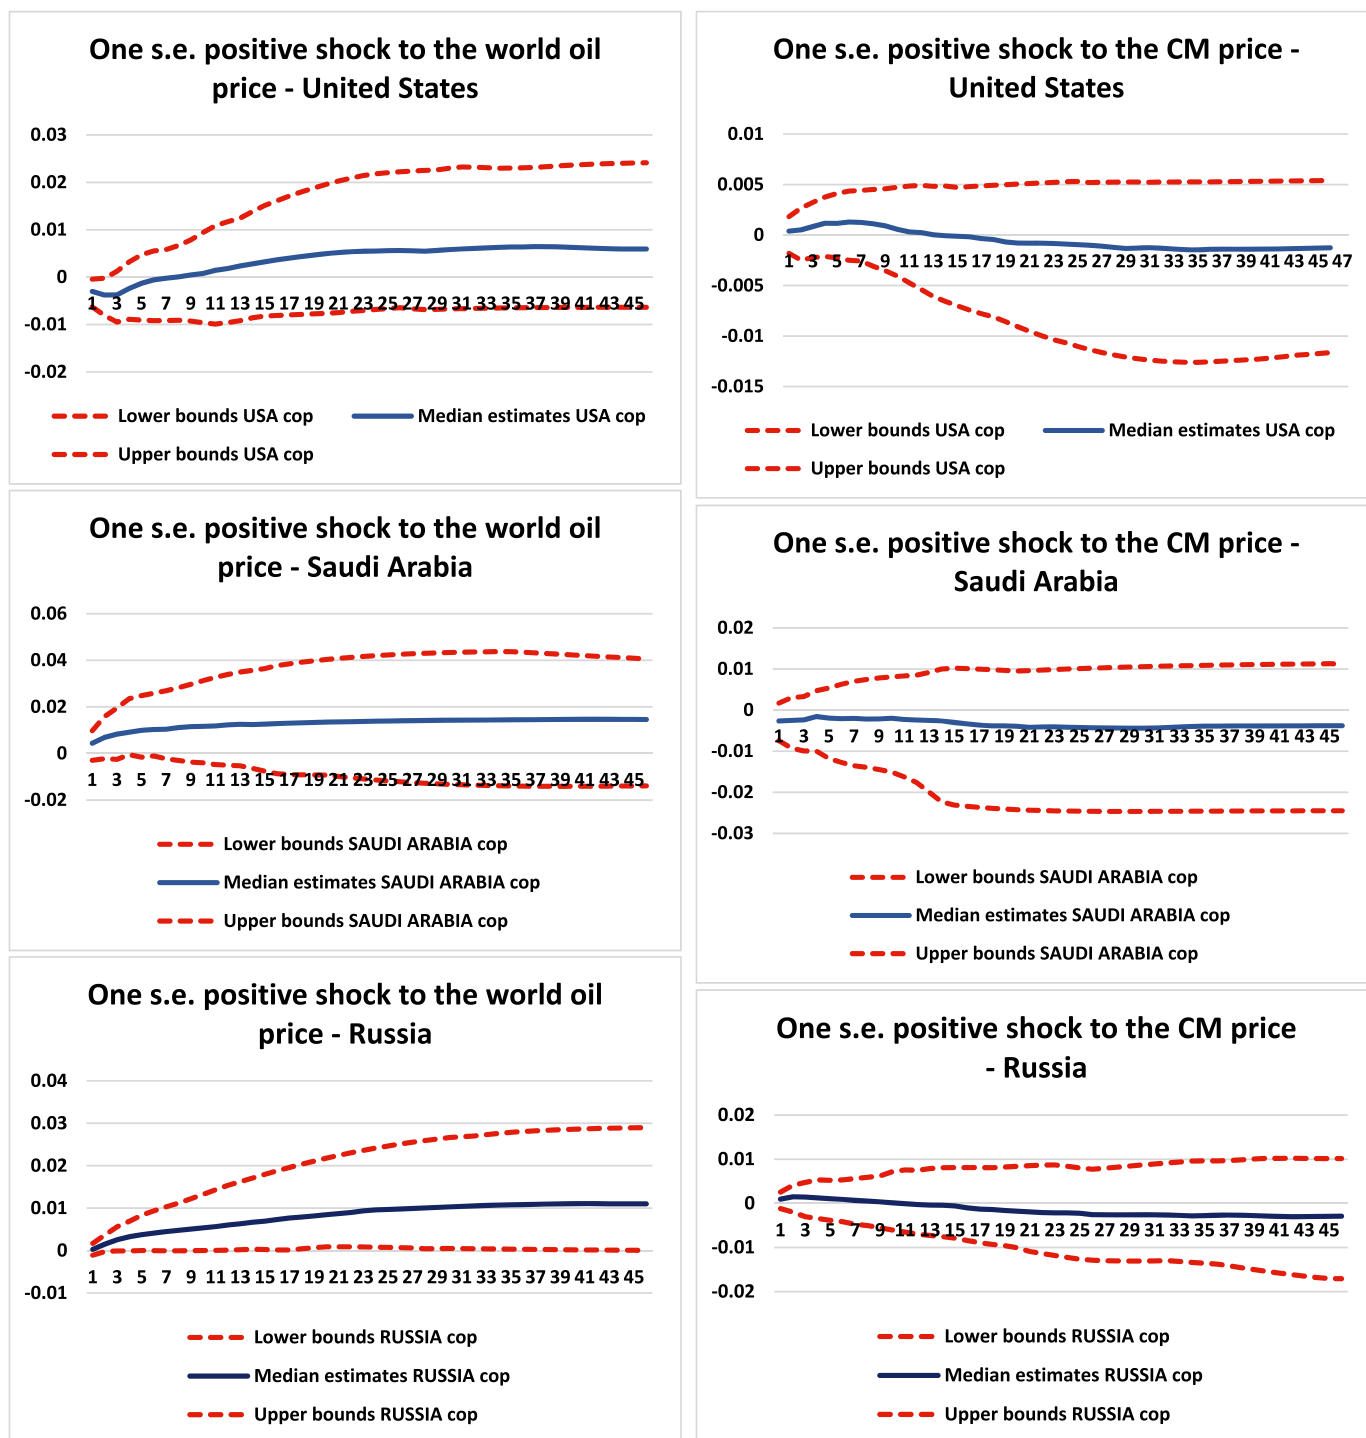 One s.e. positive shock to the world oil
price - United States
0.03
0.02
0.01
0
-0.01
-0.02
1 3 5 7 9 11 13 15 17 19 21 23 25 27 29 31 33 35 37 39 41 43 45
Lower bounds USA cop
Median estimates USA cop
Upper bounds USA cop
One s.e. positive shock to the CM price -
United States
0.01
0.005
0
-0.005
-0.01
-0.015
1 3 5 7 9 11 13 15 17 19 21 23 25 27 29 31 33 35 37 39 41 43 45 47
Lower bounds USA cop
Median estimates USA cop
Upper bounds USA cop
One s.e. positive shock to the world oil
price - Saudi Arabia
0.06
0.04
0.02
0
-0.02
1 3 5 7 9 11 13 15 17 19 21 23 25 27 29 31 33 35 37 39 41 43 45
Lower bounds SAUDI ARABIA cop
Median estimates SAUDI ARABIA cop
Upper bounds SAUDI ARABIA cop
One s.e. positive shock to the CM price -
Saudi Arabia
0.02
0.01
0
-0.01
-0.02
-0.03
1 3 5 7 9 11 13 15 17 19 21 23 25 27 29 31 33 35 37 39 41 43 45
Lower bounds SAUDI ARABIA cop
Median estimates SAUDI ARABIA cop
Upper bounds SAUDI ARABIA cop
One s.e. positive shock to the world oil
price - Russia
0.04
0.03
0.02
0.01
0
-0.01
1 3 5 7 9 11 13 15 17 19 21 23 25 27 29 31 33 35 37 39 41 43 45
Lower bounds RUSSIA cop
Median estimates RUSSIA cop
Upper bounds RUSSIA cop
One s.e. positive shock to the CM price
- Russia
0.02
0.01
0
-0.01
-0.02
1 3 5 7 9 11 13 15 17 19 21 23 25 27 29 31 33 35 37 39 41 43 45
Lower bounds RUSSIA cop
Median estimates RUSSIA cop
Upper bounds RUSSIA cop